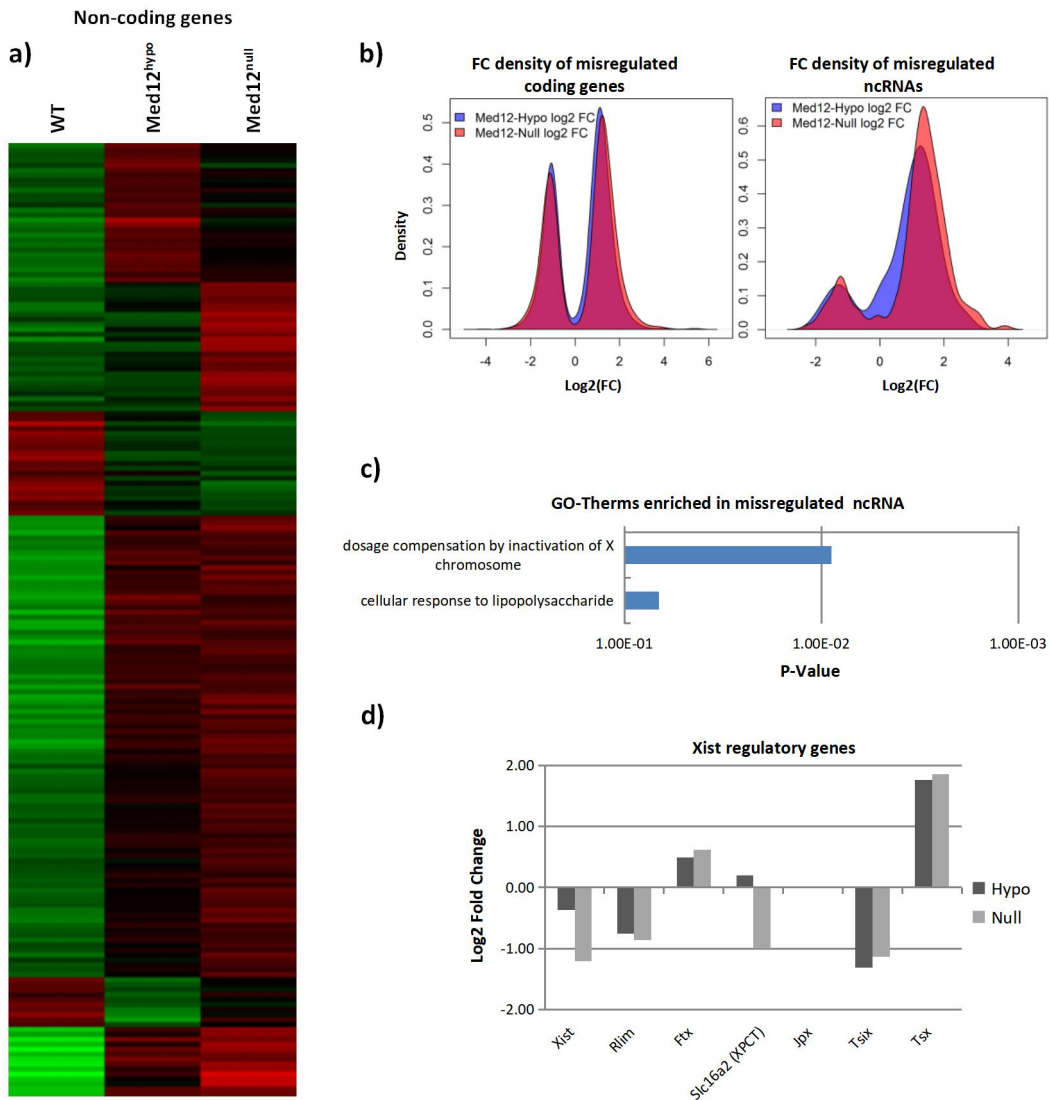 Non-coding genes
a)
WT
Med12hypo
Med12null
b)
FC density of misregulated
coding genes
Med12-Hypo log2 FC
Med12-Null log2 FC
Density
0.5
0.4
0.3
0.2
0.1
0.0
-4 -2 0 2 4 6
Log2(FC)
FC density of misregulated
ncRNAs
Med12-Hypo log2 FC
Med12-Null log2 FC
0.6
0.5
0.4
0.3
0.2
0.1
0.0
-2 0 2 4
Log2(FC)
c)
GO-Therms enriched in missregulated ncRNA
dosage compensation by inactivation of X
chromosome
cellular response to lipopolysaccharide
1.00E-01 1.00E-02 1.00E-03
P-Value
d)
Xist regulatory genes
Log2 Fold Change
2.00
1.00
0.00
-1.00
-2.00
Xist
Rlim
Ftx
Slc16a2 (XPCT)
Jpx
Tsix
Tsx
Hypo
Null